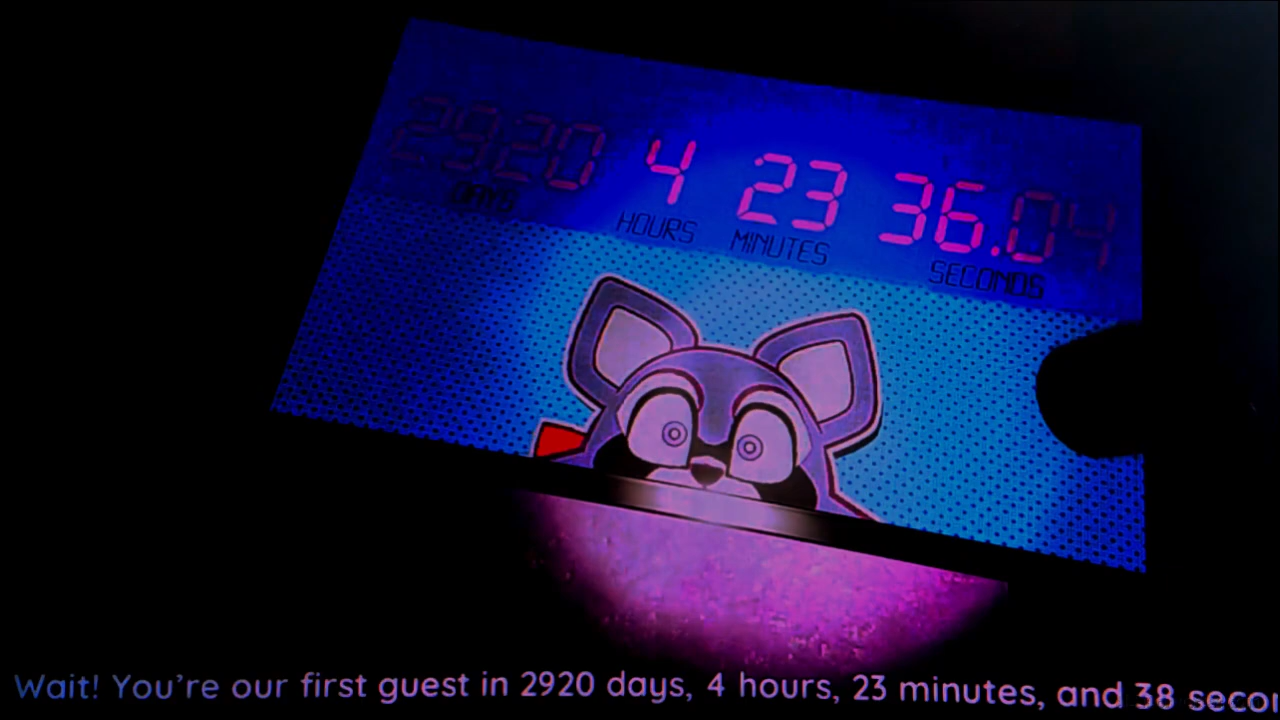 2920 4 23 36.04
DAYS HOURS MINUTES SECONDS
Wait! You’re our first guest in 2920 days, 4 hours, 23 minutes, and 38 secon